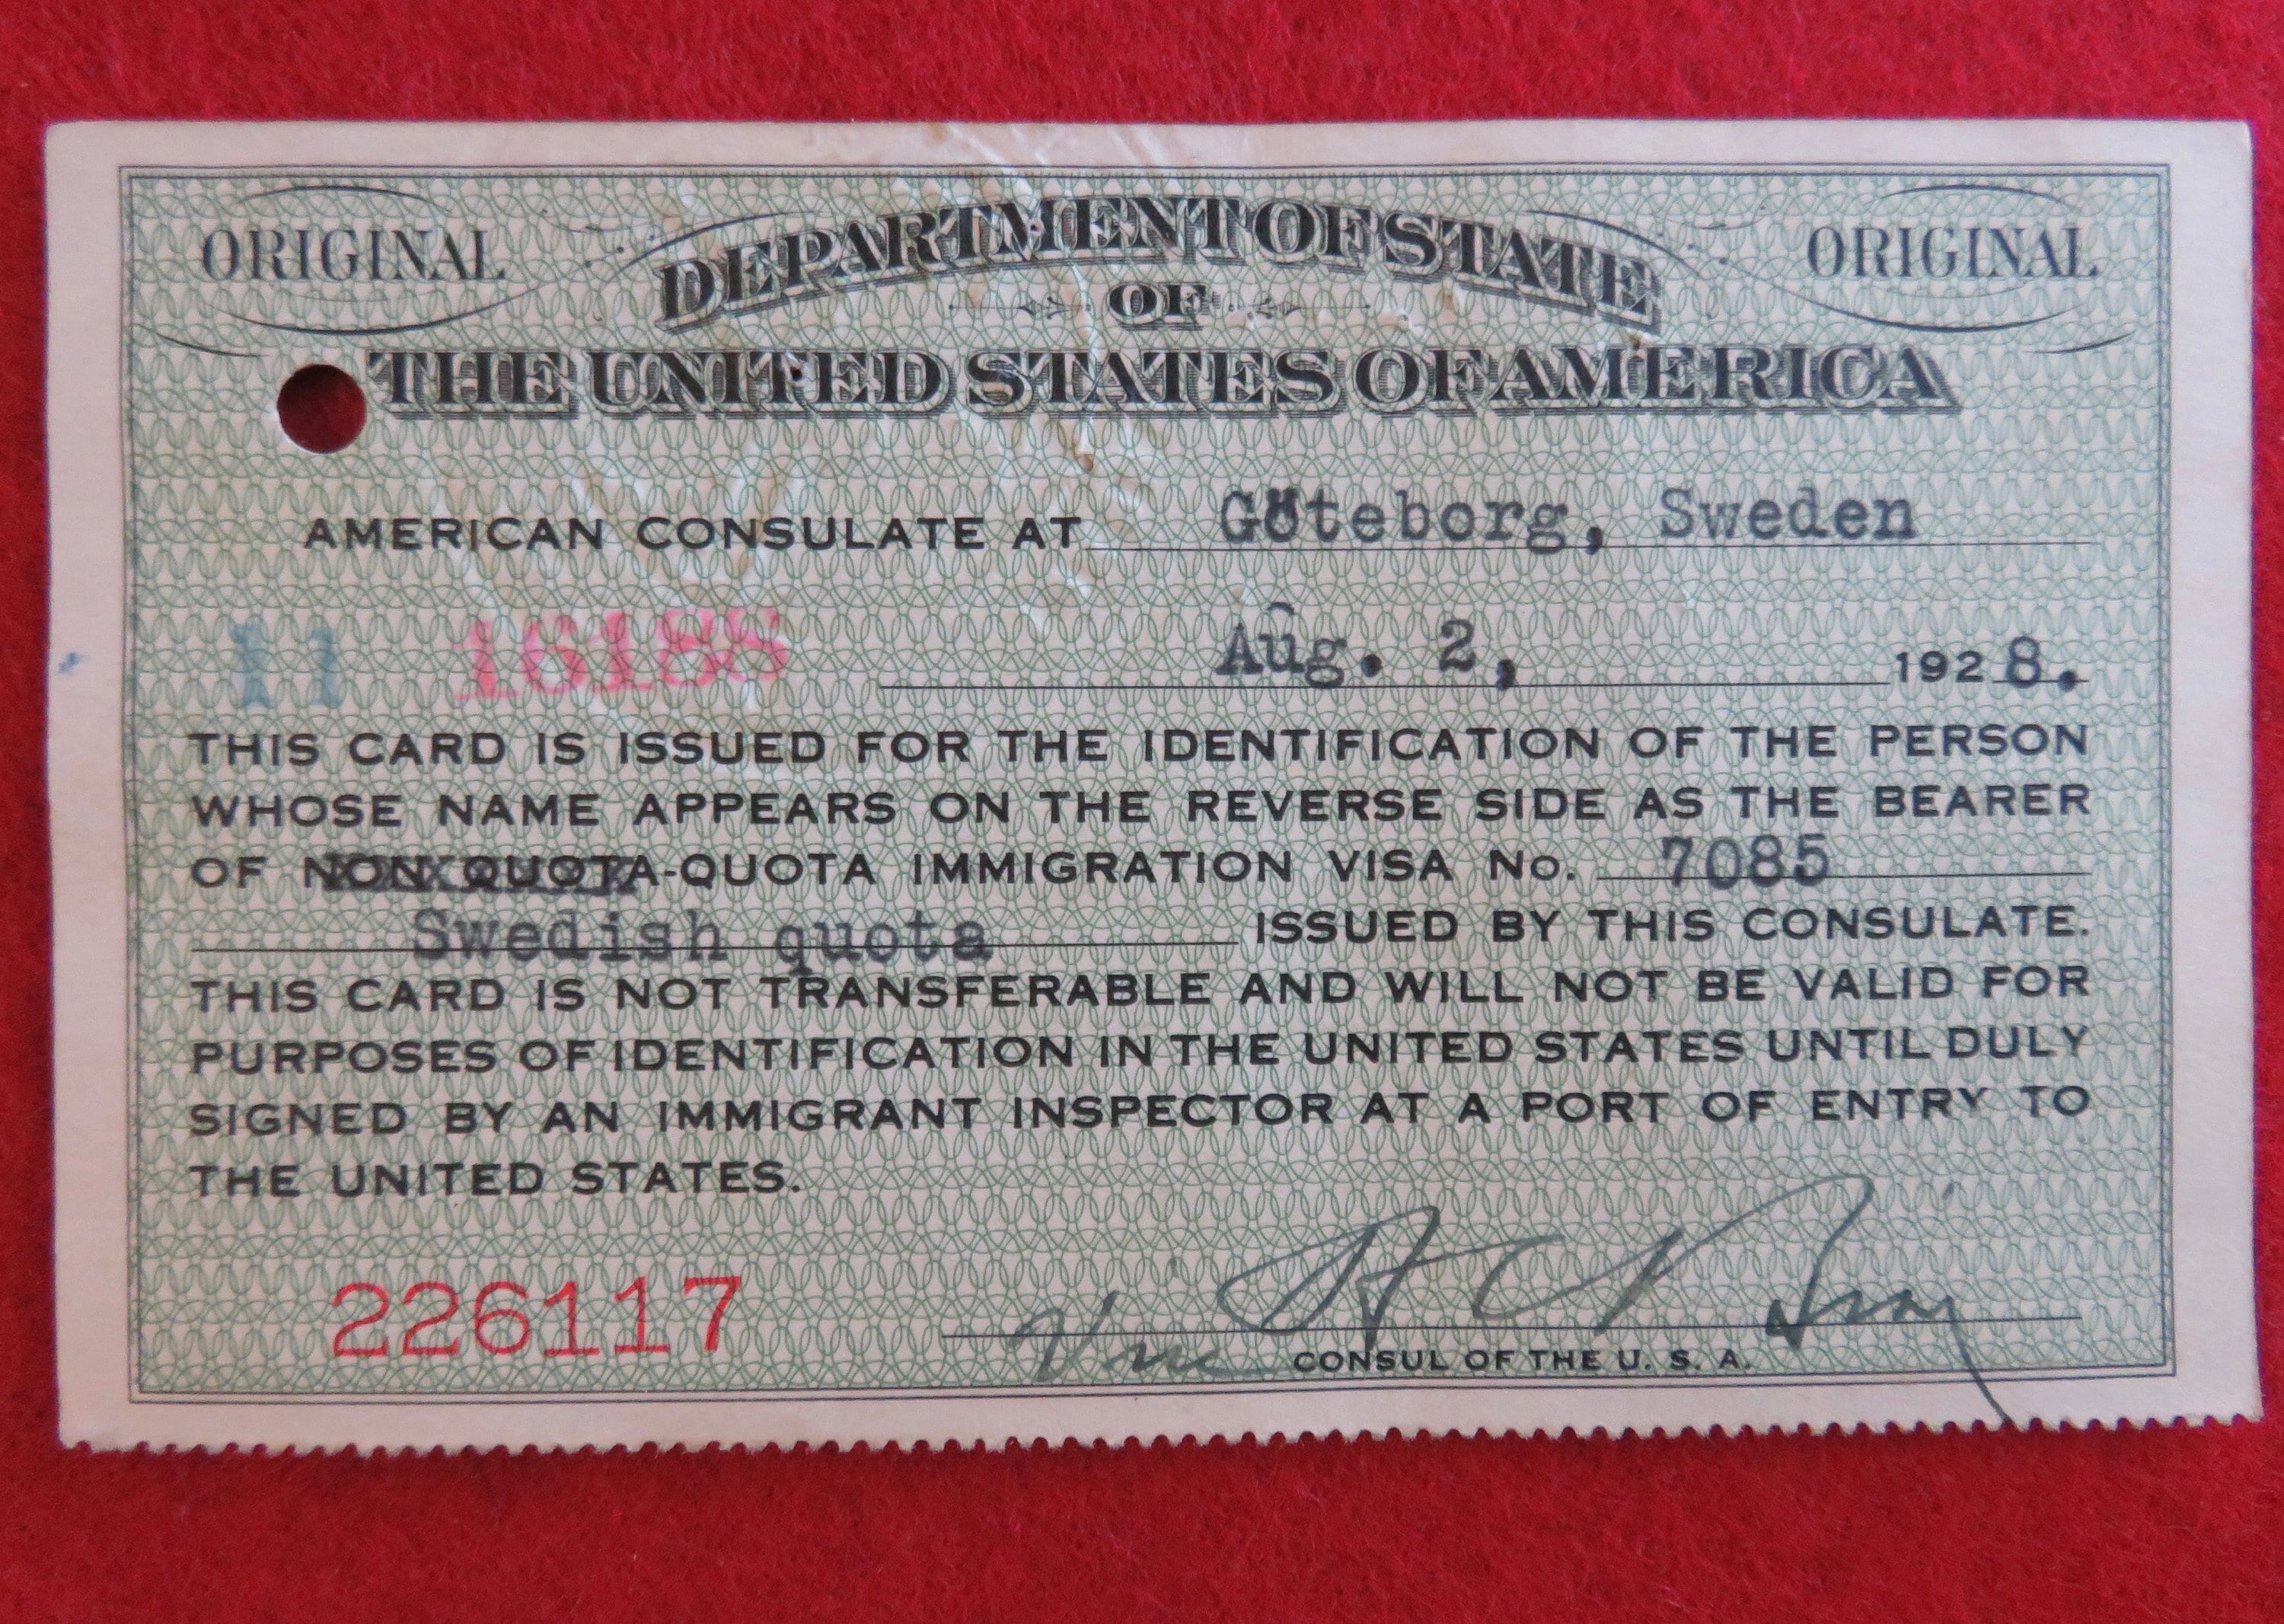 ORIGINAL
DEPARTMENT OF STATE
ORIGINAL
OF
THE UNITED STATES OF AMERICA
AMERICAN CONSULATE AT Göteborg, Sweden
11 16188 Aug. 2, 1928.
THIS CARD IS ISSUED FOR THE IDENTIFICATION OF THE PERSON
WHOSE NAME APPEARS ON THE REVERSE SIDE AS THE BEARER
OF NON QUOTA-QUOTA IMMIGRATION VISA No. 7085
Swedish quota ISSUED BY THIS CONSULATE.
THIS CARD IS NOT TRANSFERABLE AND WILL NOT BE VALID FOR
PURPOSES OF IDENTIFICATION IN THE UNITED STATES UNTIL DULY
SIGNED BY AN IMMIGRANT INSPECTOR AT A PORT OF ENTRY TO
THE UNITED STATES.
226117
Vice CONSUL OF THE U. S. A.